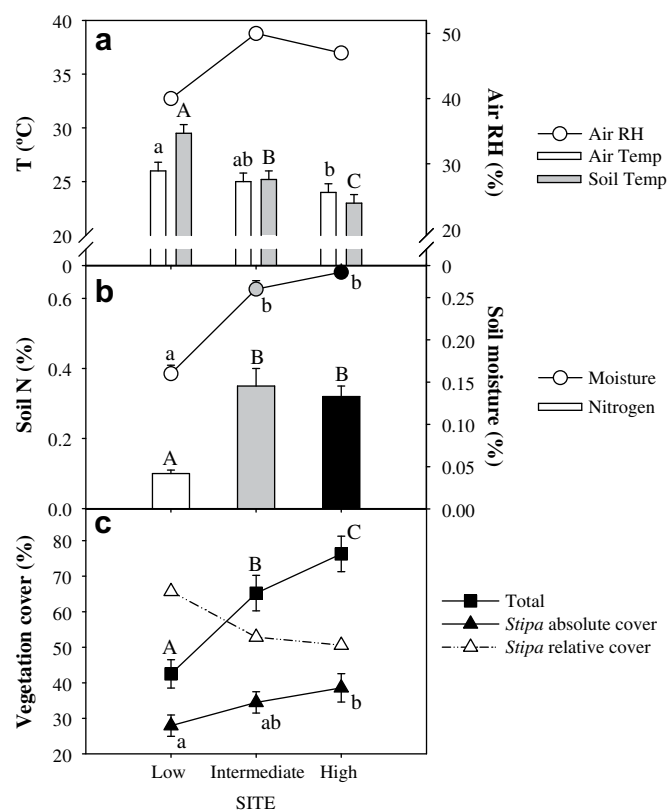 a
40
35
30
25
20
0
T (ºC)
50
40
30
20
Air RH (%)
a
A
ab
B
b
C
Air RH
Air Temp
Soil Temp
b
0.6
0.4
0.2
0.0
Soil N (%)
0.25
0.20
0.15
0.10
0.05
0.00
Soil moisture (%)
a
b
b
A
B
B
Moisture
Nitrogen
c
80
70
60
50
40
30
20
Vegetation cover (%)
A
B
C
a
ab
b
Total
Stipa absolute cover
Stipa relative cover
Low Intermediate High
SITE